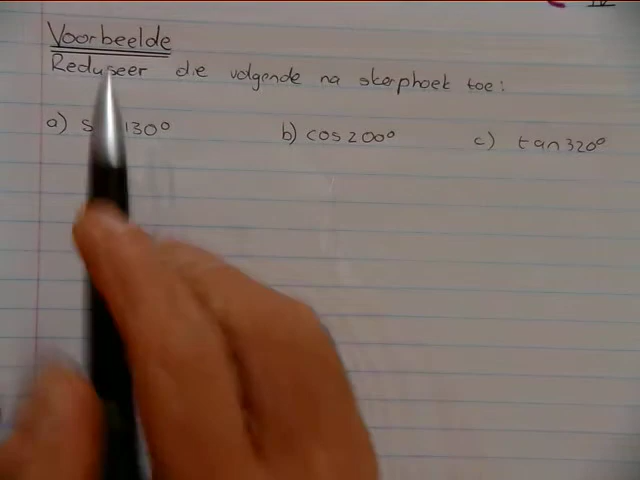 Voorbeelde
Reduseer die volgende na skerphoek toe:
a) 130° b) cos 200° c) tan 320°